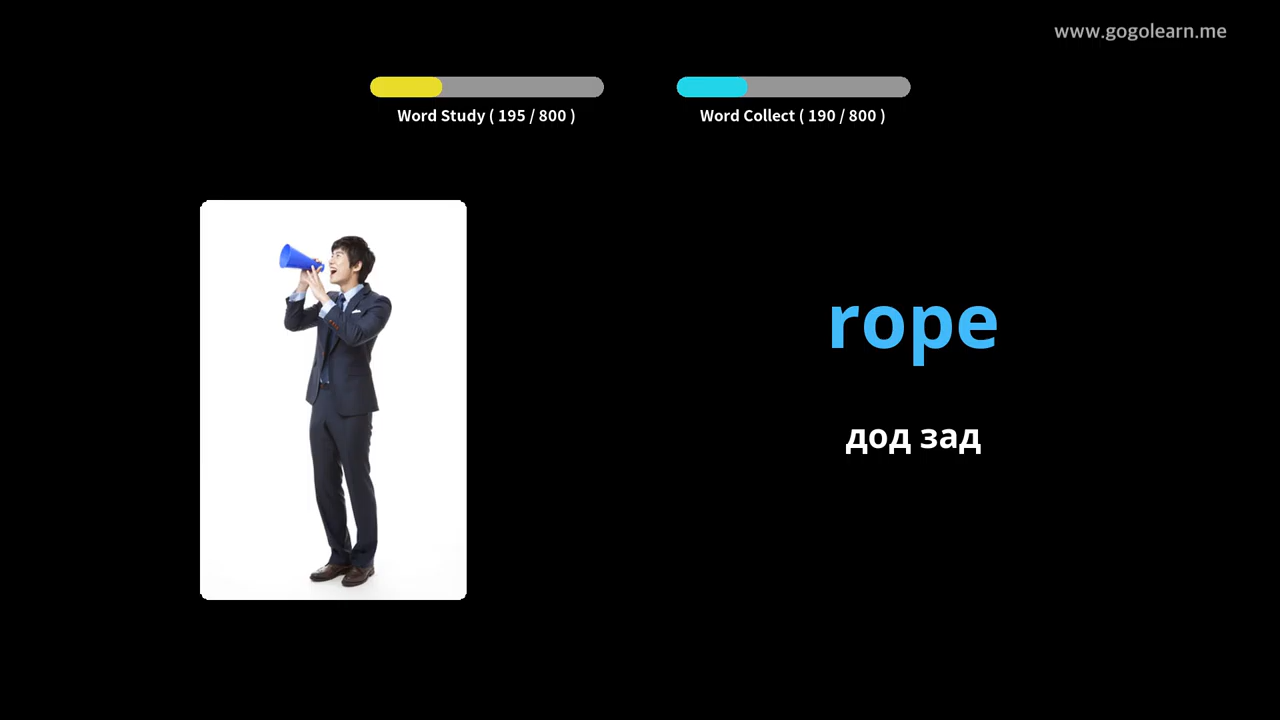 www.gogolearn.me
Word Study ( 195 / 800 )
Word Collect ( 190 / 800 )
rope
дод зад